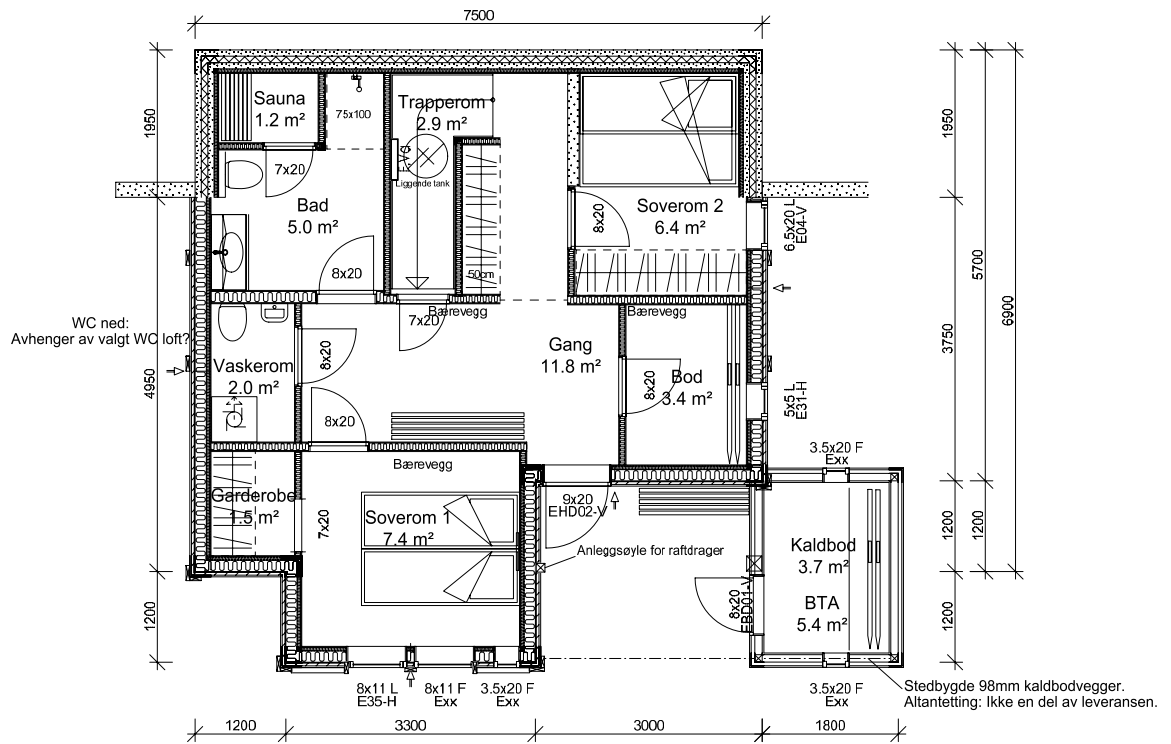 7500
1950
4950
1200
1950
3750
1200
1200
5700
1200
6900
Sauna
1.2 m²
75x100
Trapperom
2.9 m²
VVC
Liggende tank
7x20
Bad
5.0 m²
8x20
50cm
8x20
Soverom 2
6.4 m²
6.5x20 L
E04-V
WC ned:
Avhenger av valgt WC loft?
Bærevegg
7x20
Bærevegg
Vaskerom
2.0 m²
8x20
8x20
Gang
11.8 m²
8x20
Bod
3.4 m²
5x5 L
E31-H
Bærevegg
3.5x20 F
Exx
Garderobe
1.5 m²
7x20
Soverom 1
7.4 m²
9x20
EHD02-V
Anleggsøyle for raftdrager
Kaldbod
3.7 m²
BTA
5.4 m²
8x20
EBD01-V
8x11 L
E35-H
8x11 F
Exx
3.5x20 F
Exx
3.5x20 F
Exx
Stedbygde 98mm kaldbodvegger.
Altantetting: Ikke en del av leveransen.
1200
3300
3000
1800